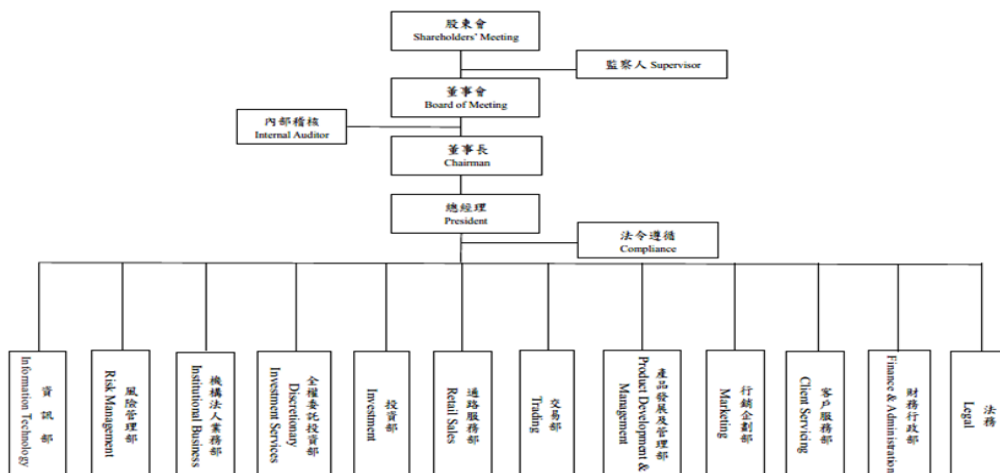 股東會
Shareholders' Meeting
監察人 Supervisor
董事會
Board of Meeting
內部稽核
Internal Auditor
董事長
Chairman
總經理
President
法令遵循
Compliance
資訊部
Information Technology
風險管理部
Risk Management
機構法人業務部
Institutional Business
全權委託投資部
Discretionary
Investment Services
投資部
Investment
通路服務部
Retail Sales
交易部
Trading
產品發展及管理部
Product Development &
Management
行銷企劃部
Marketing
客戶服務部
Client Servicing
財務行政部
Finance & Administration
法務
Legal